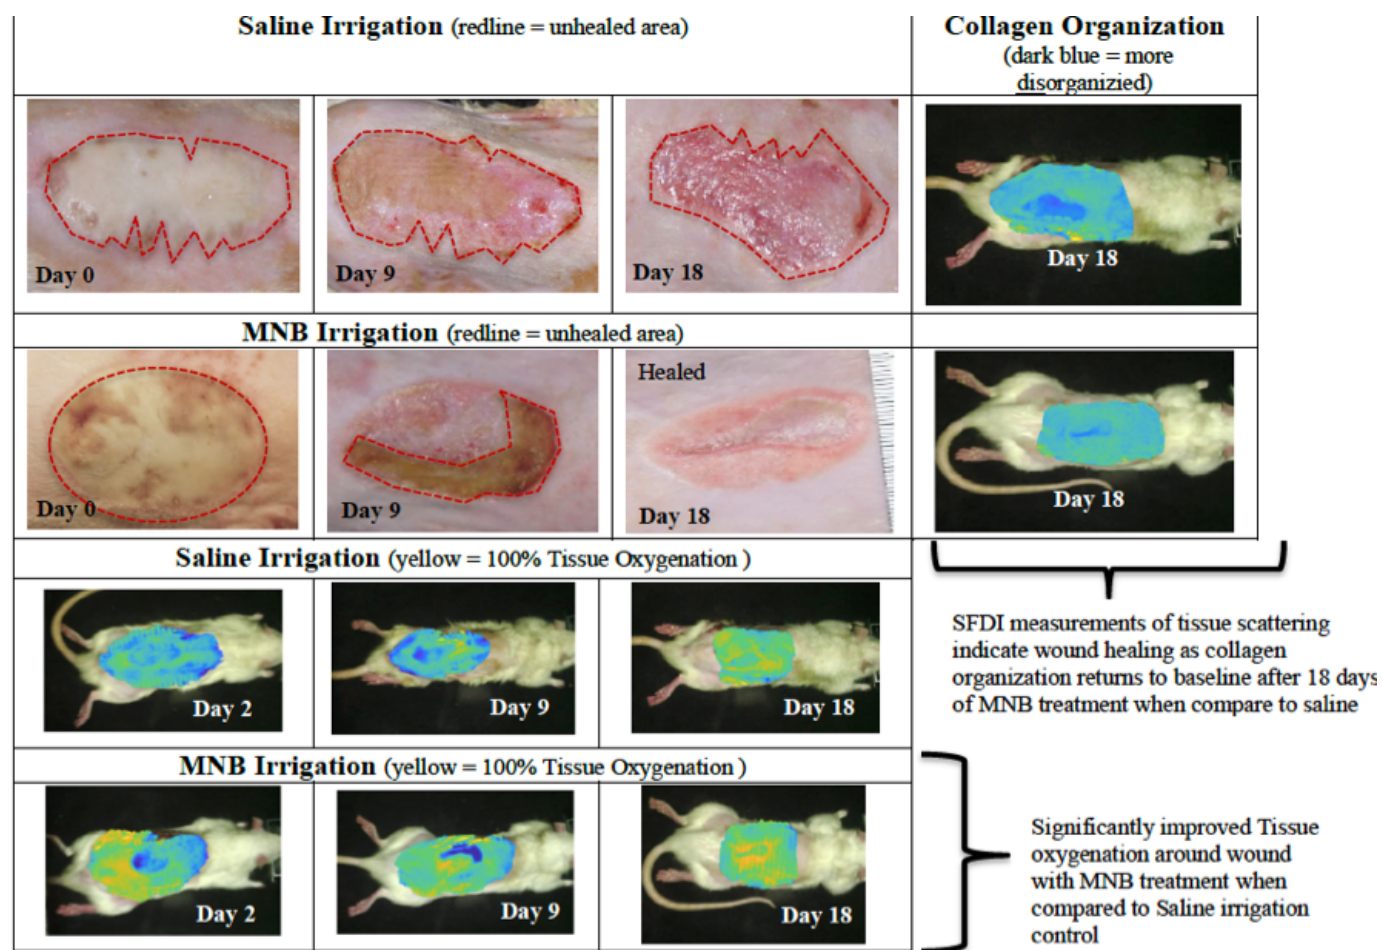 Saline Irrigation (redline = unhealed area)
Collagen Organization
(dark blue = more
disorganizied)
Day 0
Day 9
Day 18
Day 18
MNB Irrigation (redline = unhealed area)
Day 0
Day 9
Healed
Day 18
Day 18
Saline Irrigation (yellow = 100% Tissue Oxygenation )
Day 2
Day 9
Day 18
SFDI measurements of tissue scattering
indicate wound healing as collagen
organization returns to baseline after 18 days
of MNB treatment when compare to saline
MNB Irrigation (yellow = 100% Tissue Oxygenation )
Day 2
Day 9
Day 18
Significantly improved Tissue
oxygenation around wound
with MNB treatment when
compared to Saline irrigation
control